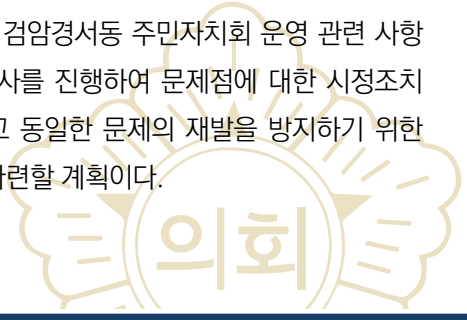 검암경서동 주민자치회 운영 관련 사항
사를 진행하여 문제점에 대한 시정조치
고 동일한 문제의 재발을 방지하기 위한
련할 계획이다.
의회